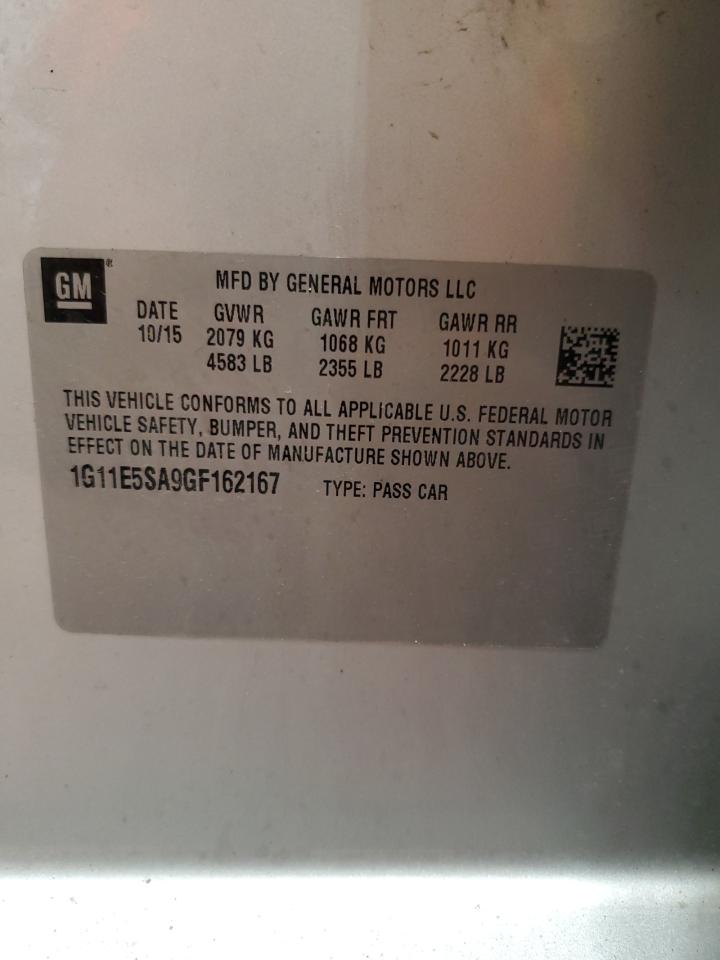 GM®
MFD BY GENERAL MOTORS LLC
DATE GVWR GAWR FRT GAWR RR
10/15 2079 KG 1068 KG 1011 KG
4583 LB 2355 LB 2228 LB
THIS VEHICLE CONFORMS TO ALL APPLICABLE U.S. FEDERAL MOTOR
VEHICLE SAFETY, BUMPER, AND THEFT PREVENTION STANDARDS IN
EFFECT ON THE DATE OF MANUFACTURE SHOWN ABOVE.
1G11E5SA9GF162167 TYPE: PASS CAR